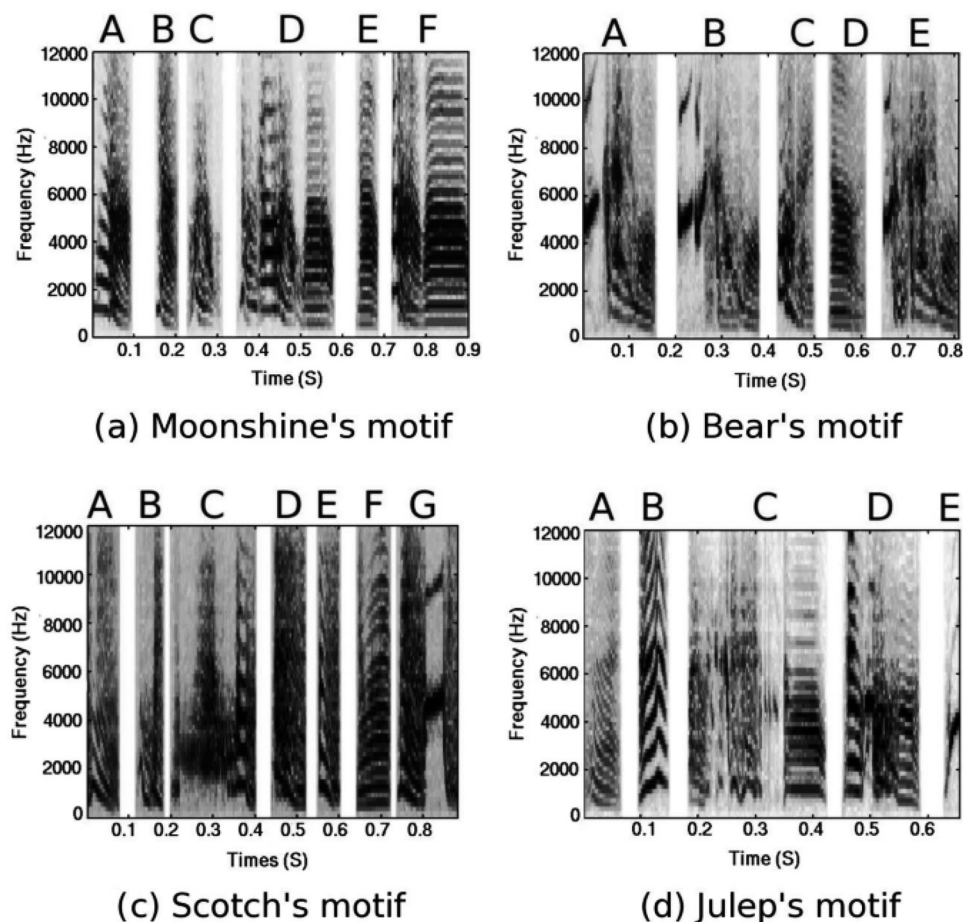 A B C D E F
12000
10000
8000
6000
4000
2000
0
Frequency (Hz)
0.1 0.2 0.3 0.4 0.5 0.6 0.7 0.8 0.9
Time (S)
(a) Moonshine's motif
A B C D E
12000
10000
8000
6000
4000
2000
0
Frequency (Hz)
0.1 0.2 0.3 0.4 0.5 0.6 0.7 0.8
Time (S)
(b) Bear's motif
A B C D E F G
12000
10000
8000
6000
4000
2000
0
Frequency (Hz)
0.1 0.2 0.3 0.4 0.5 0.6 0.7 0.8
Times (S)
(c) Scotch's motif
A B C D E
12000
10000
8000
6000
4000
2000
0
Frequency (Hz)
0.1 0.2 0.3 0.4 0.5 0.6
Time (S)
(d) Julep's motif